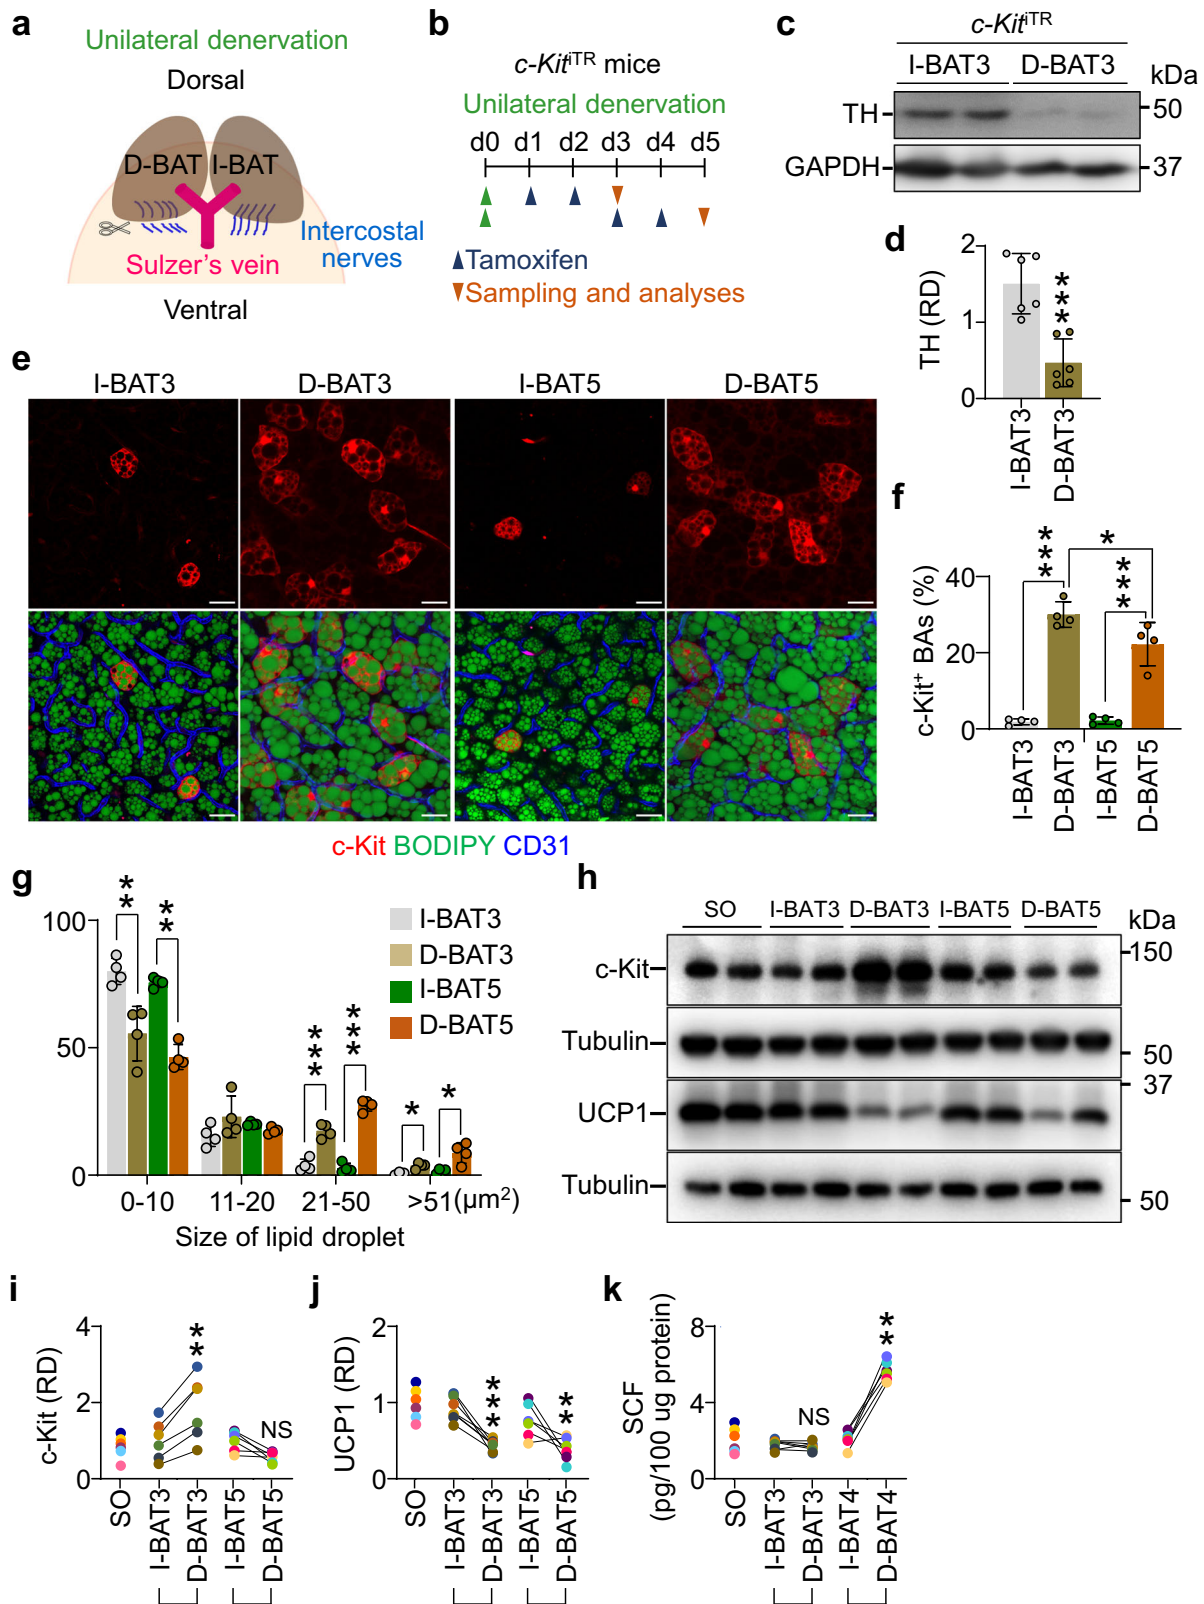 a
Unilateral denervation
Dorsal
D-BAT I-BAT
Intercostal
nerves
Sulzer's vein
Ventral
b
c-KitiTR mice
Unilateral denervation
d0 d1 d2 d3 d4 d5
Tamoxifen
Sampling and analyses
c
c-KitiTR
I-BAT3 D-BAT3
kDa
TH
50
GAPDH
37
d
TH (RD)
2
1
0
***
I-BAT3
D-BAT3
e
I-BAT3 D-BAT3 I-BAT5 D-BAT5
c-Kit BODIPY CD31
f
c-Kit+ BAs (%)
40
20
0
***
*
***
I-BAT3
D-BAT3
I-BAT5
D-BAT5
g
100
50
0
** ** *** *** * *
I-BAT3
D-BAT3
I-BAT5
D-BAT5
0-10 11-20 21-50 >51(μm2)
Size of lipid droplet
h
SO I-BAT3 D-BAT3 I-BAT5 D-BAT5
kDa
c-Kit
150
Tubulin
50
UCP1
37
Tubulin
50
i
c-Kit (RD)
4
2
0
**
NS
SO
I-BAT3
D-BAT3
I-BAT5
D-BAT5
j
UCP1 (RD)
2
1
0
***
**
SO
I-BAT3
D-BAT3
I-BAT5
D-BAT5
k
SCF
(pg/100 ug protein)
8
4
0
NS
**
SO
I-BAT3
D-BAT3
I-BAT4
D-BAT4